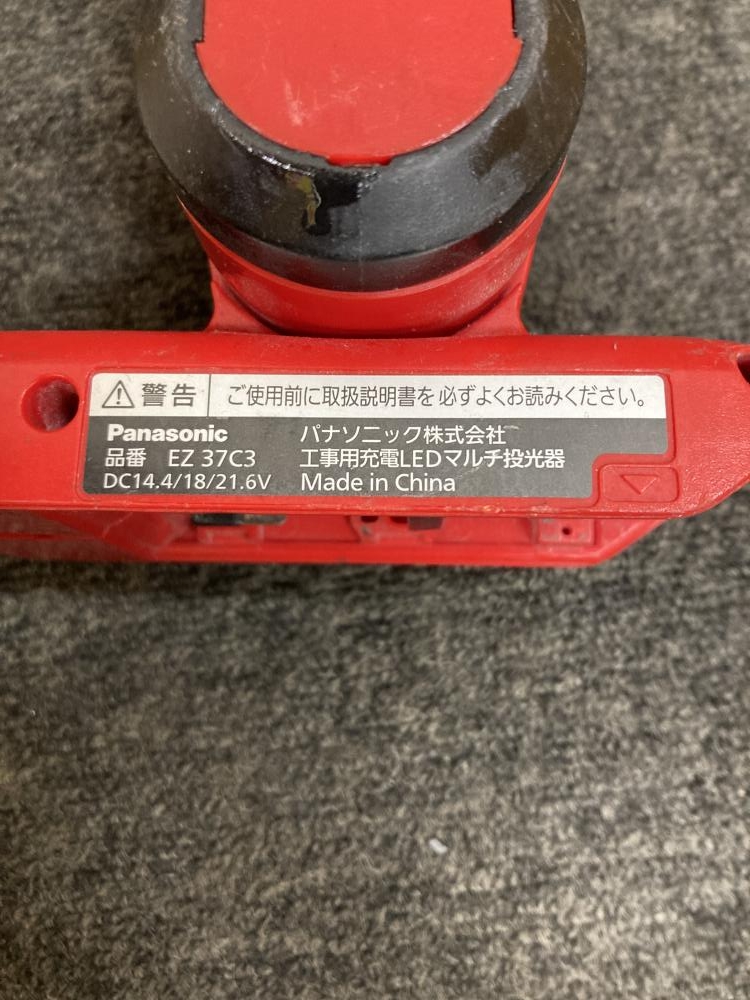 ⚠警告 ご使用前に取扱説明書を必ずよくお読みください。
Panasonic パナソニック株式会社
品番 EZ 37C3 工事用充電LEDマルチ投光器
DC14.4/18/21.6V Made in China